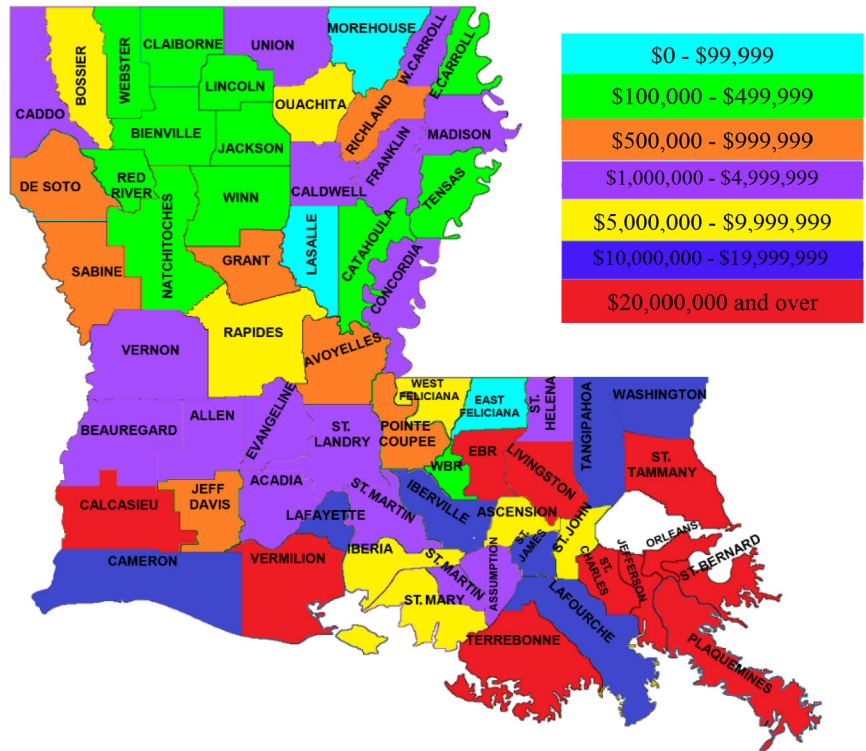 MOREHOUSE
CLAIBORNE
UNION
W.CARROLL
E.CARROLL
WEBSTER
BOSSIER
LINCOLN
OUACHITA
CADDO
RICHLAND
BIENVILLE
MADISON
JACKSON
FRANKLIN
DE SOTO
RED
RIVER
CALDWELL
WINN
TENSAS
NATCHITOCHES
LASALLE
CATAHOULA
GRANT
SABINE
CONCORDIA
RAPIDES
VERNON
AVOYELLES
WEST
FELICIANA
EAST
FELICIANA
ST.
HELENA
WASHINGTON
TANGIPAHOA
BEAUREGARD
ALLEN
EVANGELINE
ST.
LANDRY
POINTE
COUPEE
EBR
LIVINGSTON
ST.
TAMMANY
WBR
CALCASIEU
JEFF
DAVIS
ACADIA
ST.MARTIN
IBERVILLE
LAFAYETTE
ASCENSION
ST.JOHN
ORLEANS
ST.
JAMES
CAMERON
VERMILION
IBERIA
ST.MARTIN
ASSUMPTION
ST.
CHARLES
JEFFERSON
ST.BERNARD
ST.MARY
LAFOURCHE
TERREBONNE
PLAQUEMINES
$0 - $99,999
$100,000 - $499,999
$500,000 - $999,999
$1,000,000 - $4,999,999
$5,000,000 - $9,999,999
$10,000,000 - $19,999,999
$20,000,000 and over